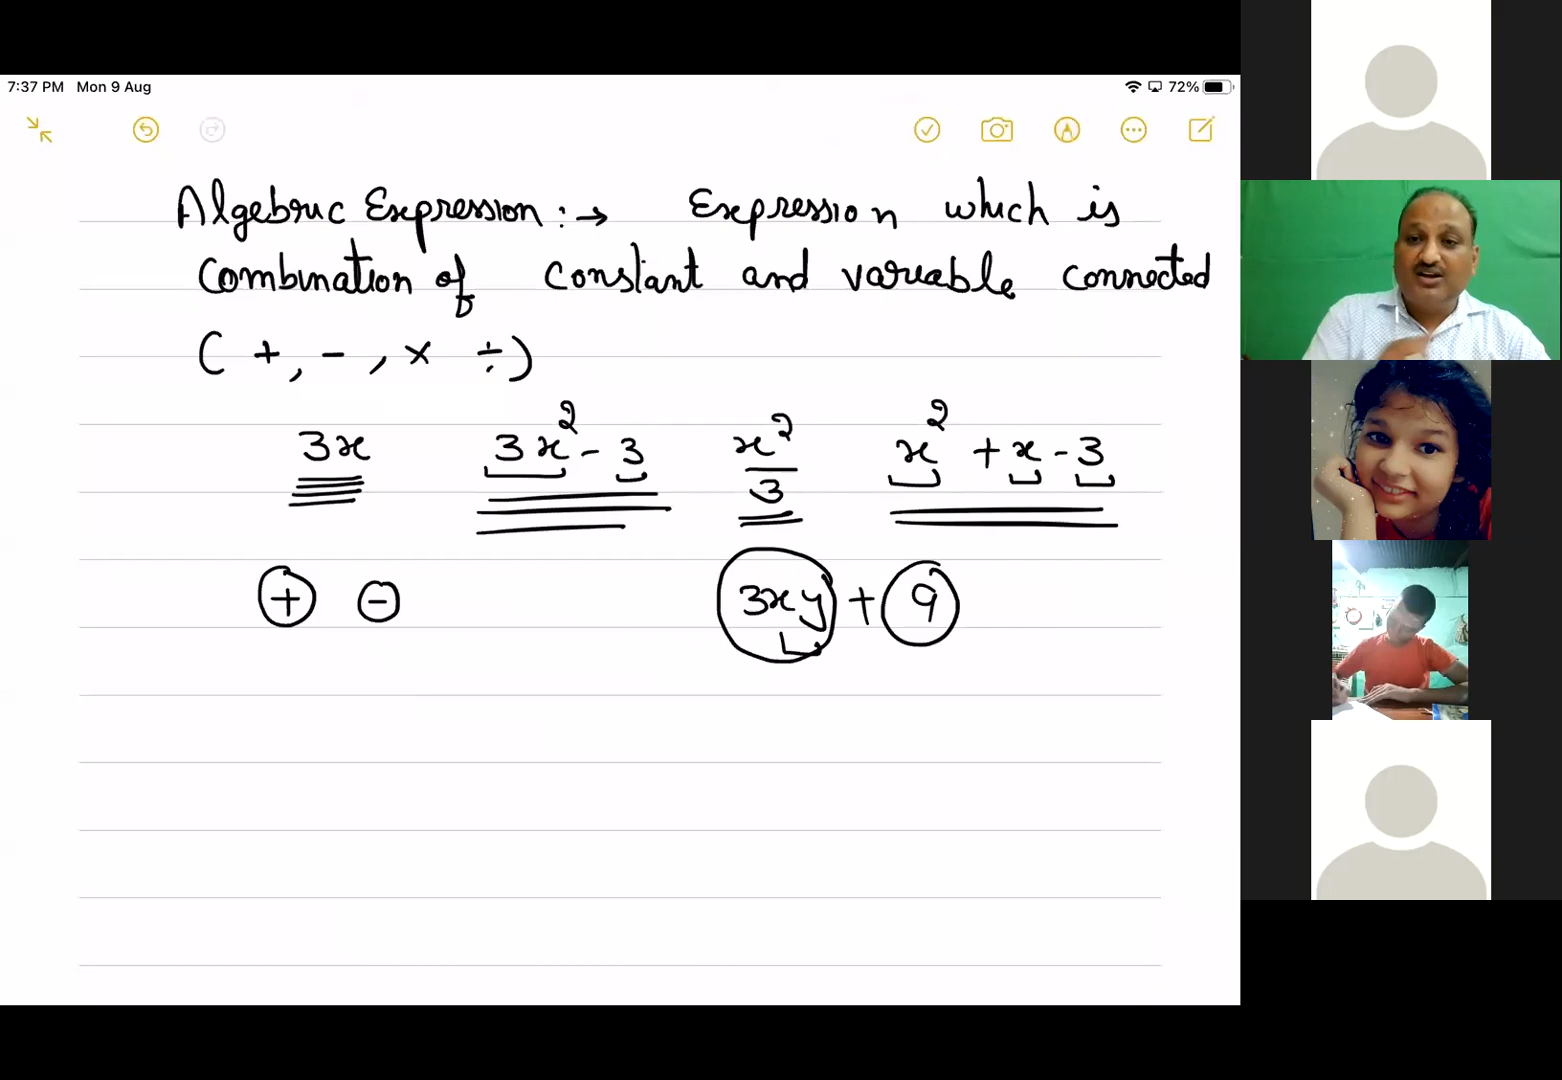 7:37 PM Mon 9 Aug 72%
Algebric Expression :→ Expression which is
combination of constant and variable connected
( +, -, × ÷)
3x 3x² - 3 x²/3 x² + x - 3
+ - 3xy + 9